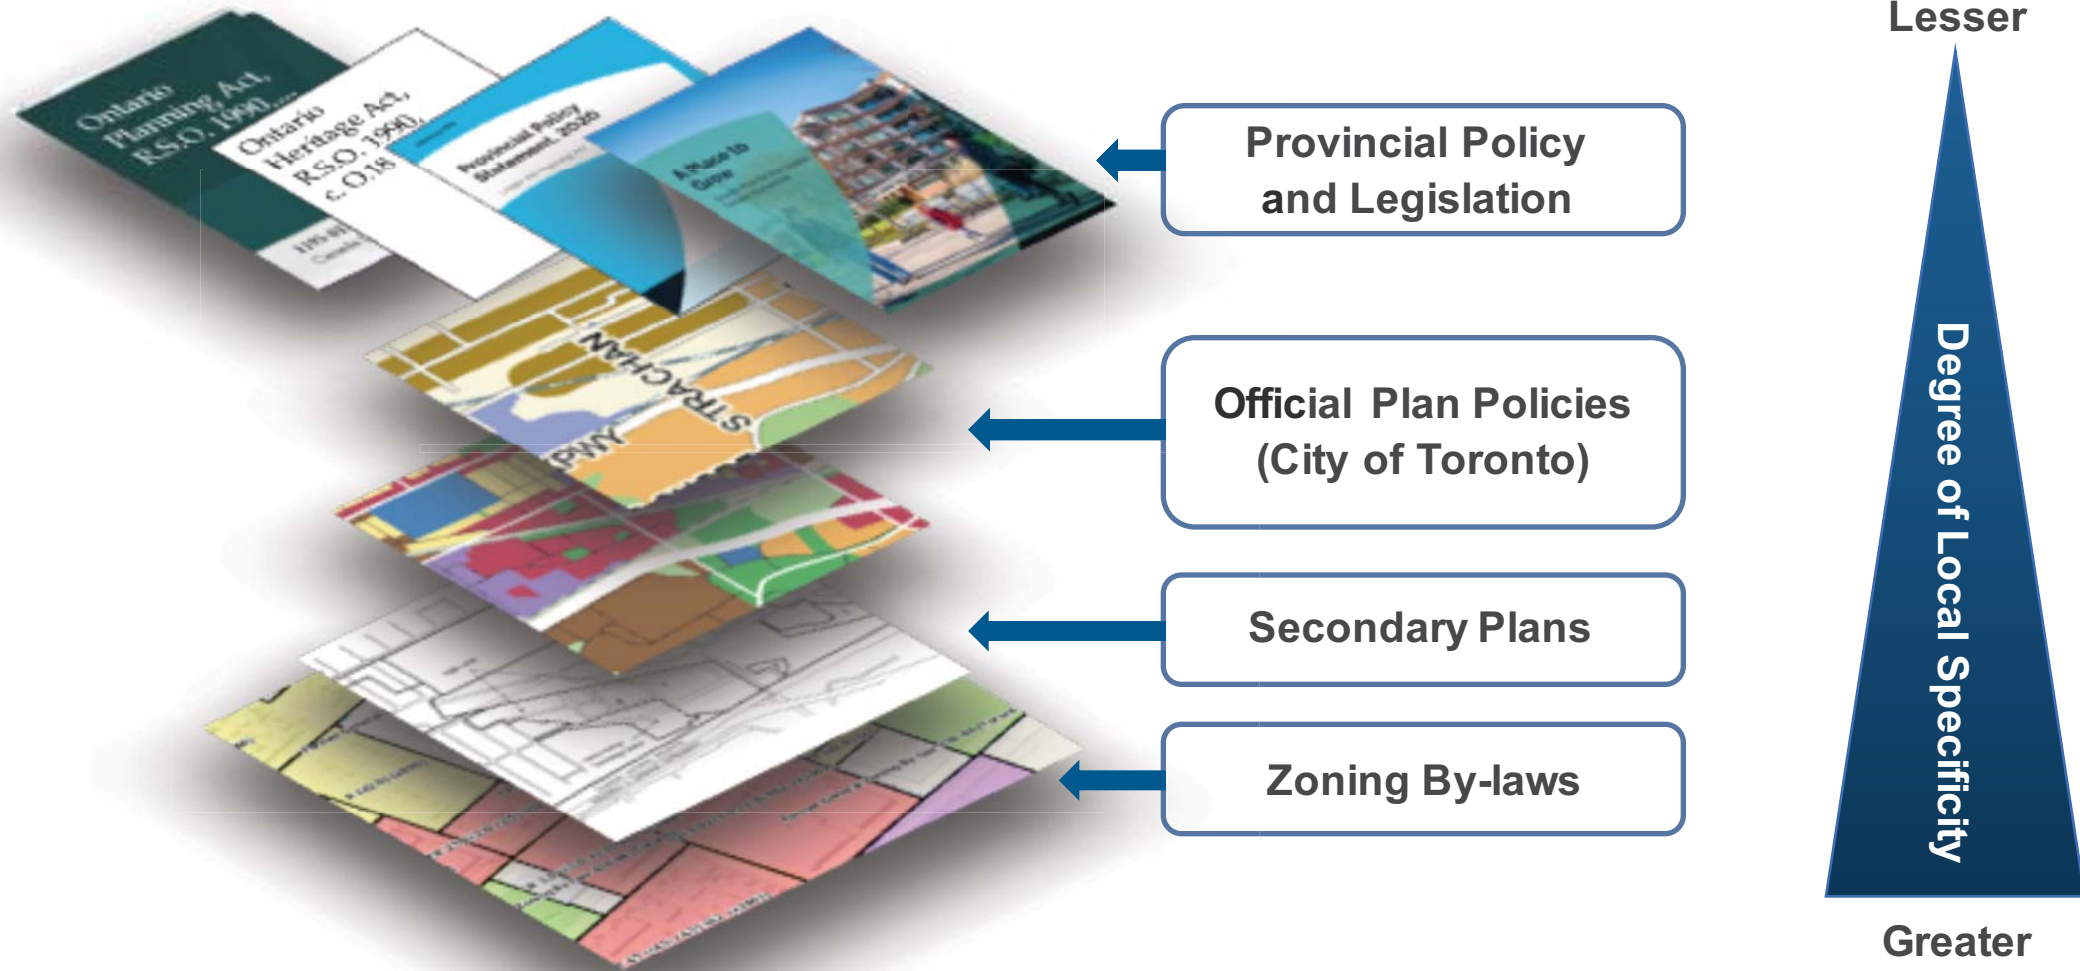 Ontario
Planning Act,
R.S.O. 1990,...
Ontario
Heritage Act,
R.S.O. 1990,
c. O.18
Provincial Policy
Statement, 2020
A Place to
Grow
STRACHAN
PWY
Lesser
Provincial Policy
and Legislation
Official Plan Policies
(City of Toronto)
Secondary Plans
Zoning By-laws
Degree of Local Specificity
Greater